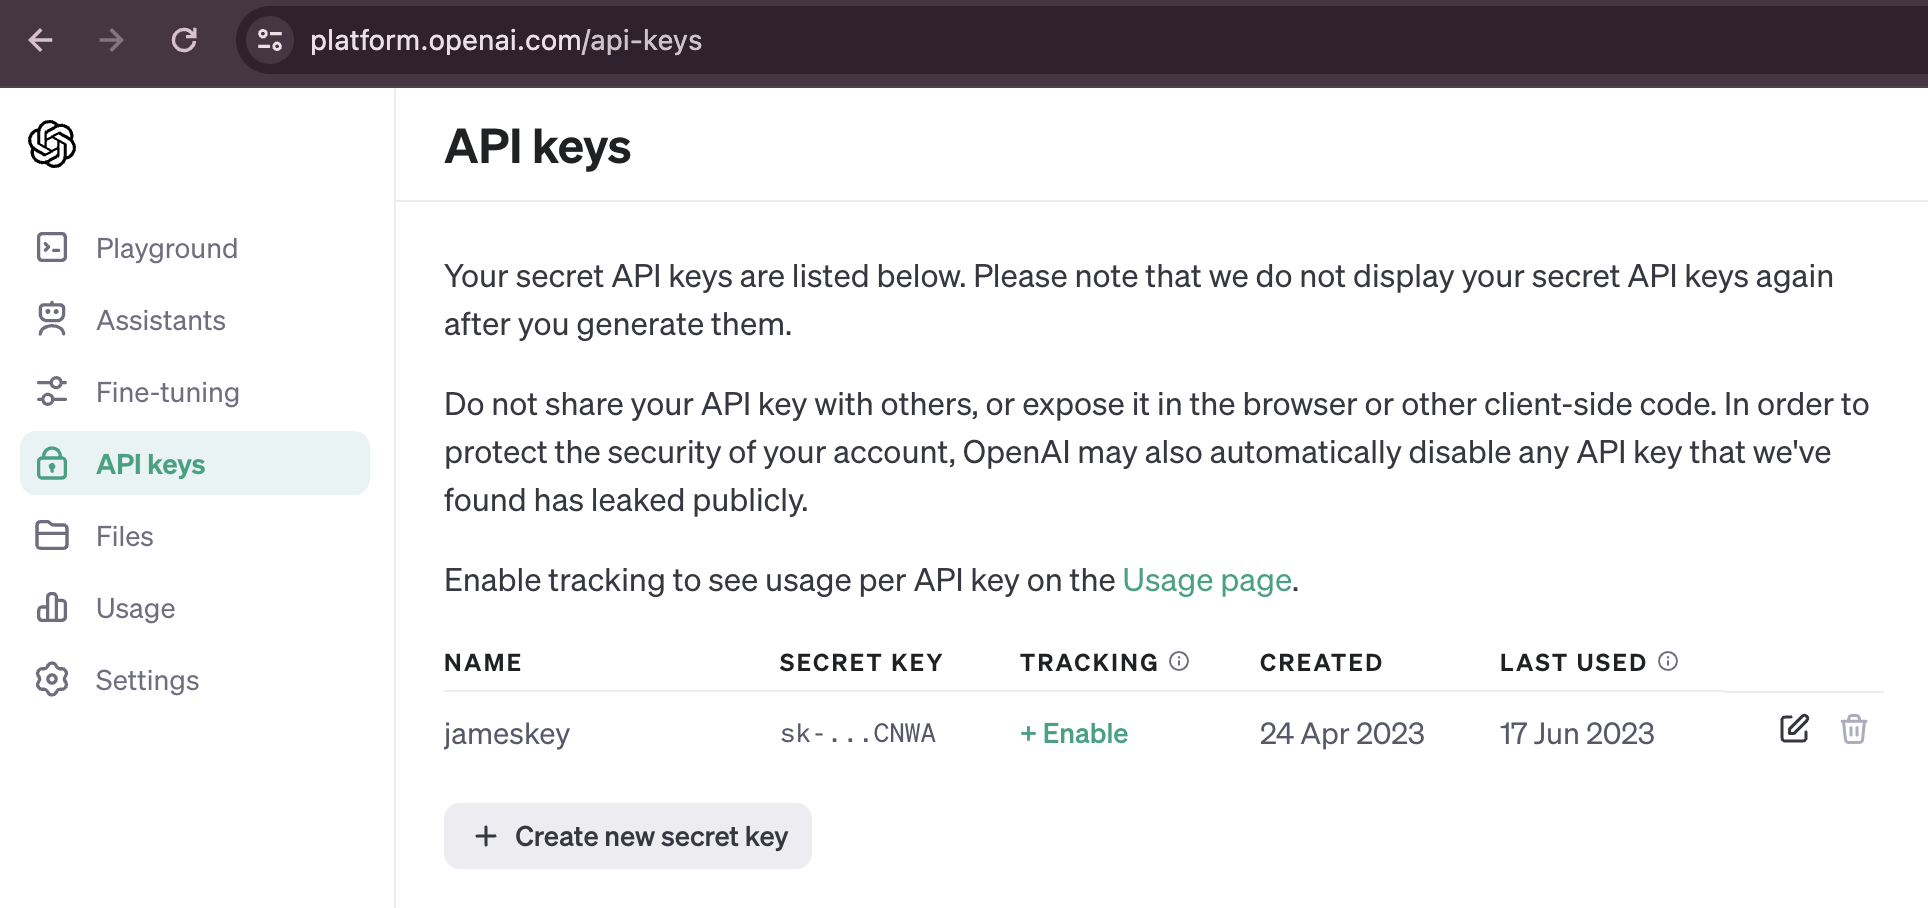 platform.openai.com/api-keys
API keys
Playground
Assistants
Fine-tuning
API keys
Files
Usage
Settings
Your secret API keys are listed below. Please note that we do not display your secret API keys again
after you generate them.
Do not share your API key with others, or expose it in the browser or other client-side code. In order to
protect the security of your account, OpenAI may also automatically disable any API key that we've
found has leaked publicly.
Enable tracking to see usage per API key on the Usage page.
NAME SECRET KEY TRACKING CREATED LAST USED
jameskey sk-...CNWA + Enable 24 Apr 2023 17 Jun 2023
+ Create new secret key